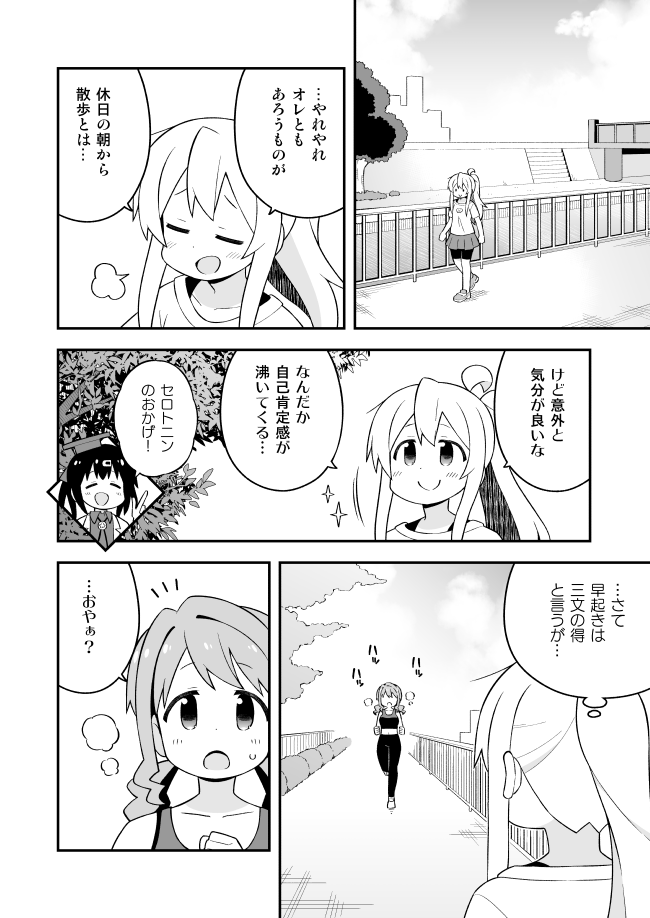 …やれやれ
オレとも
あろうものが
休日の朝から
散歩とは…
けど意外と
気分が良いな
なんだか
自己肯定感が
沸いてくる…
セロトニン
のおかげ！
…さて
早起きは
三文の得
と言うが…
ハッ
ハッ
ハッ
…おやぁ？